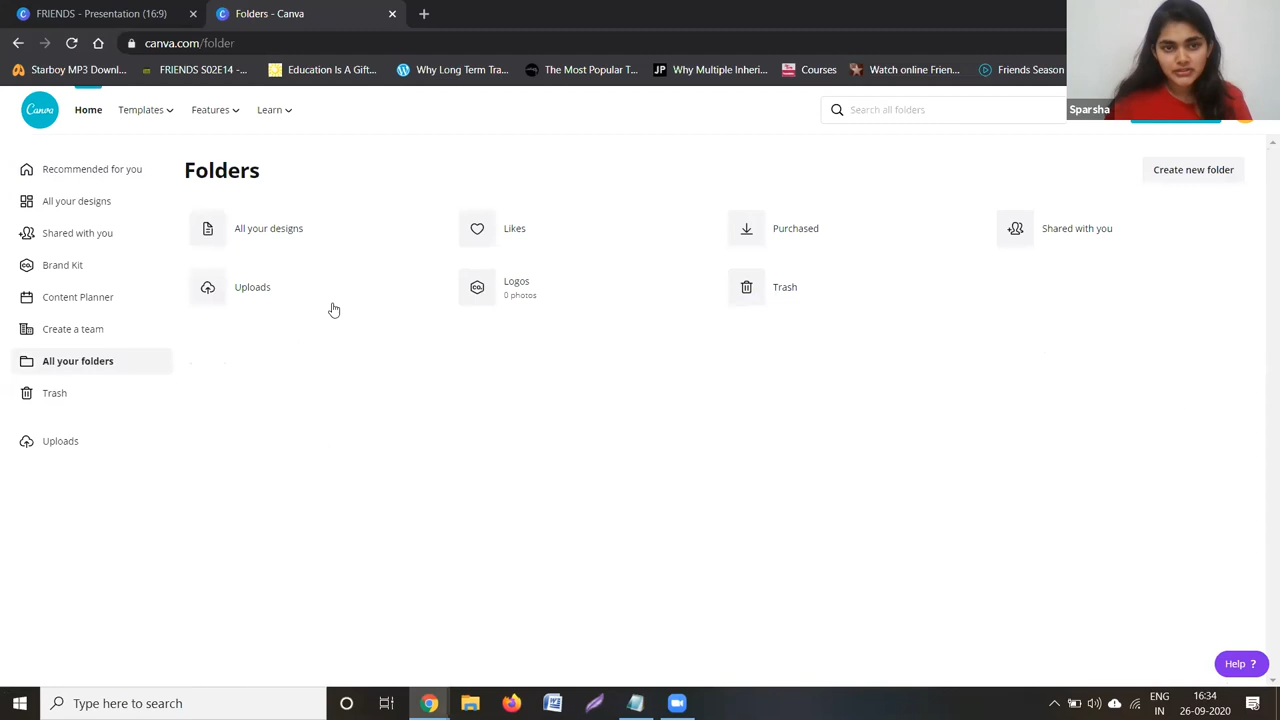 FRIENDS - Presentation (16:9)
Folders - Canva
canva.com/folder
Starboy MP3 Downl...
FRIENDS S02E14 -...
Education Is A Gift...
Why Long Term Tra...
The Most Popular T...
JP Why Multiple Inheri...
Courses
Watch online Frien...
Friends Season
Sparsha
Canva
Home
Templates
Features
Learn
Search all folders
Recommended for you
All your designs
Shared with you
Brand Kit
Content Planner
Create a team
All your folders
Trash
Uploads
Folders
Create new folder
All your designs
Likes
Purchased
Shared with you
Uploads
CO.
Logos
0 photos
Trash
Help ?
Type here to search
ENG
IN
16:34
26-09-2020